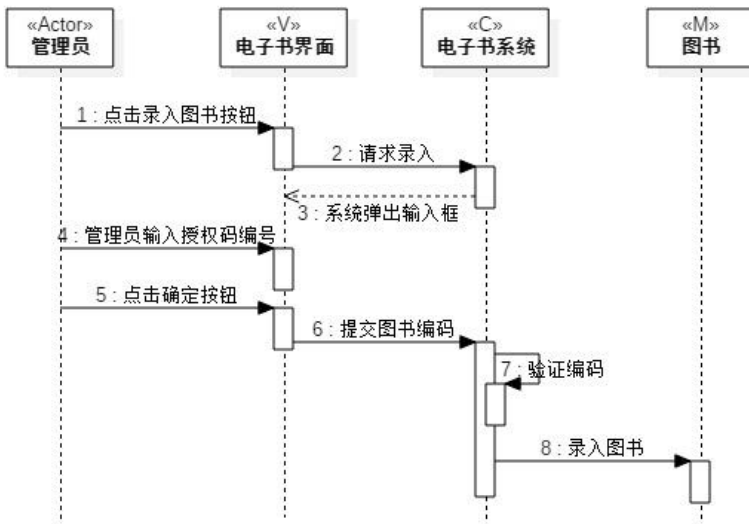 «Actor»
管理员
«V»
电子书界面
«C»
电子书系统
«M»
图书
1 : 点击录入图书按钮
2 : 请求录入
3 : 系统弹出输入框
4 : 管理员输入授权码编号
5 : 点击确定按钮
6 : 提交图书编码
7 : 验证编码
8 : 录入图书